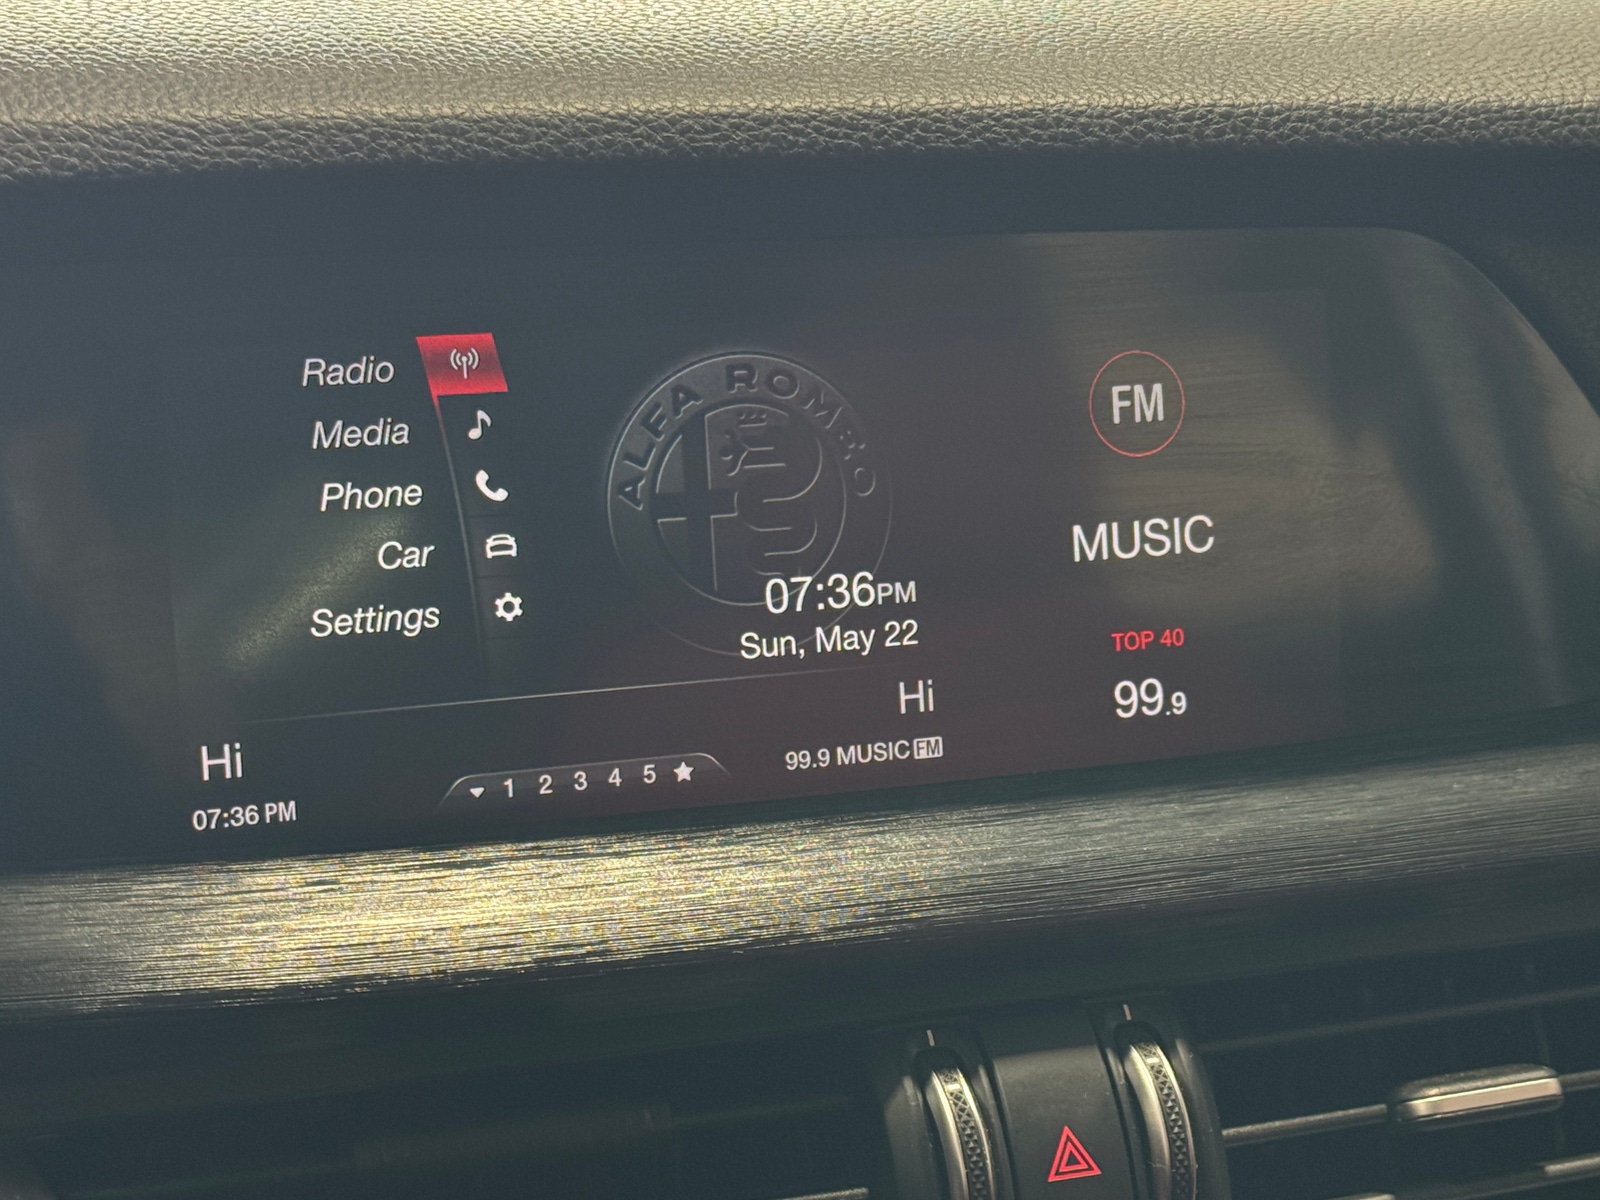 Radio
Media
Phone
Car
Settings
ALFA ROMEO
07:36PM
Sun, May 22
FM
MUSIC
TOP 40
99.9
Hi
07:36 PM
1 2 3 4 5
Hi
99.9 MUSIC FM